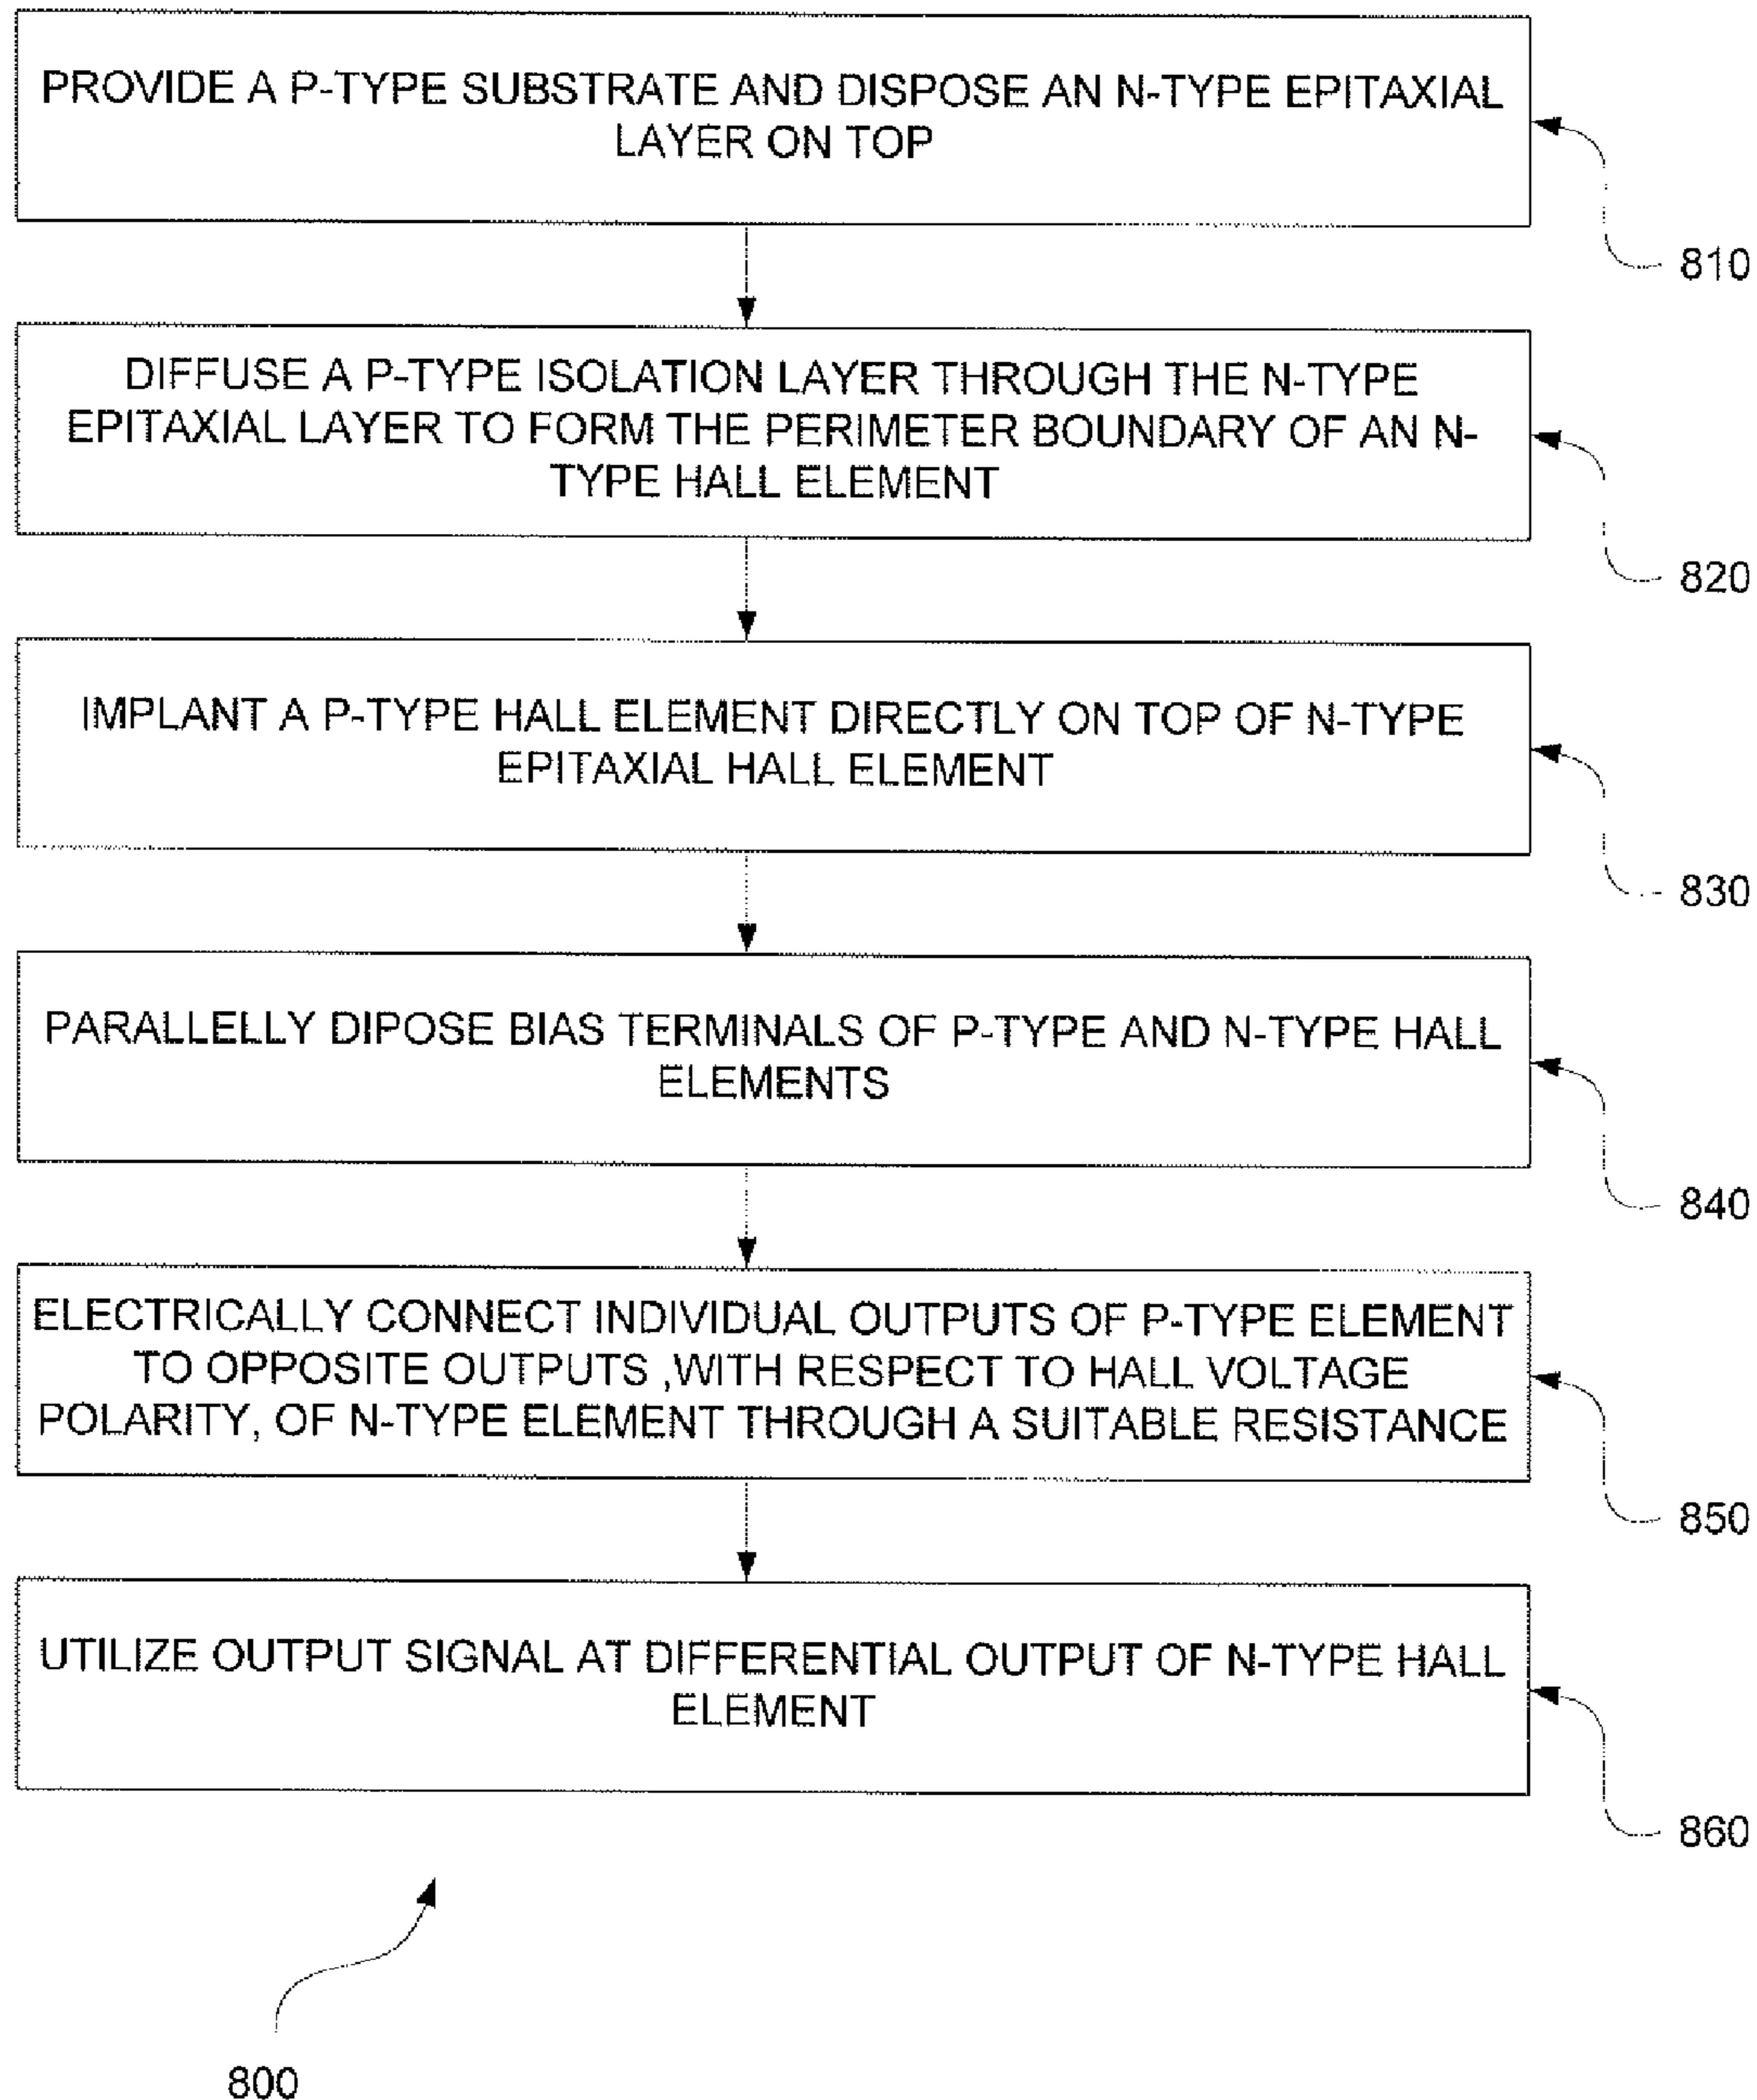 PROVIDE A P-TYPE SUBSTRATE AND DISPOSE AN N-TYPE EPITAXIAL
LAYER ON TOP
810
DIFFUSE A P-TYPE ISOLATION LAYER THROUGH THE N-TYPE
EPITAXIAL LAYER TO FORM THE PERIMETER BOUNDARY OF AN N-
TYPE HALL ELEMENT
820
IMPLANT A P-TYPE HALL ELEMENT DIRECTLY ON TOP OF N-TYPE
EPITAXIAL HALL ELEMENT
830
PARALLELLY DIPOSE BIAS TERMINALS OF P-TYPE AND N-TYPE HALL
ELEMENTS
840
ELECTRICALLY CONNECT INDIVIDUAL OUTPUTS OF P-TYPE ELEMENT
TO OPPOSITE OUTPUTS ,WITH RESPECT TO HALL VOLTAGE
POLARITY, OF N-TYPE ELEMENT THROUGH A SUITABLE RESISTANCE
850
UTILIZE OUTPUT SIGNAL AT DIFFERENTIAL OUTPUT OF N-TYPE HALL
ELEMENT
860
800